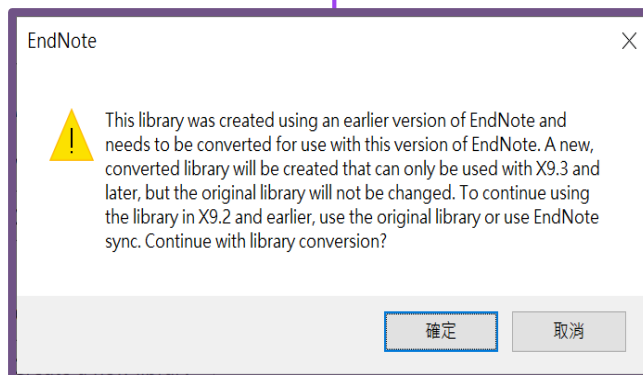 EndNote
This library was created using an earlier version of EndNote and
needs to be converted for use with this version of EndNote. A new,
converted library will be created that can only be used with X9.3 and
later, but the original library will not be changed. To continue using
the library in X9.2 and earlier, use the original library or use EndNote
sync. Continue with library conversion?
確定 取消